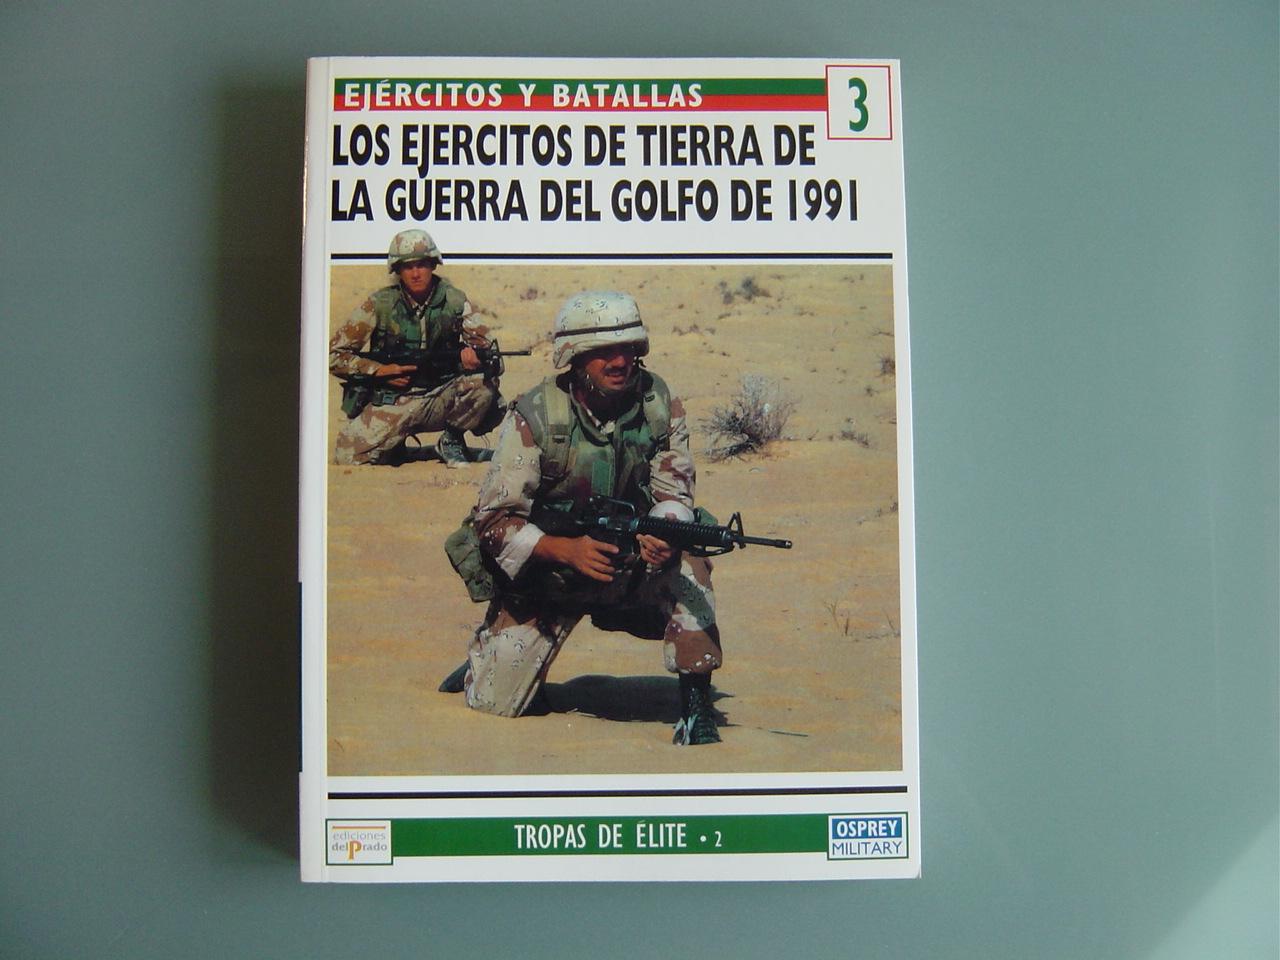 EJÉRCITOS Y BATALLAS
3
LOS EJERCITOS DE TIERRA DE
LA GUERRA DEL GOLFO DE 1991
ediciones
delPrado
TROPAS DE ÉLITE • 2
OSPREY
MILITARY